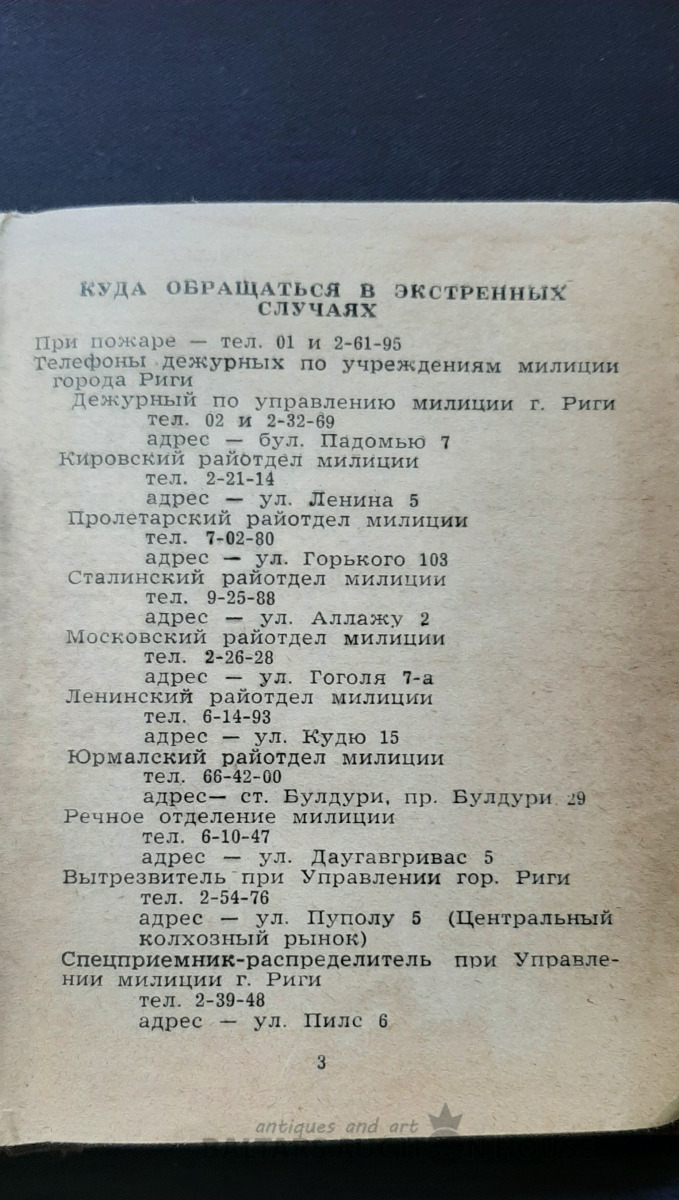 КУДА ОБРАЩАТЬСЯ В ЭКСТРЕННЫХ
СЛУЧАЯХ
При пожаре — тел. 01 и 2-61-95
Телефоны дежурных по учреждениям милиции
города Риги
Дежурный по управлению милиции г. Риги
тел. 02 и 2-32-69
адрес — бул. Падомью 7
Кировский райотдел милиции
тел. 2-21-14
адрес — ул. Ленина 5
Пролетарский райотдел милиции
тел. 7-02-80
адрес — ул. Горького 103
Сталинский райотдел милиции
тел. 9-25-88
адрес — ул. Аллажу 2
Московский райотдел милиции
тел. 2-26-28
адрес — ул. Гоголя 7-а
Ленинский райотдел милиции
тел. 6-14-93
адрес — ул. Кудю 15
Юрмалский райотдел милиции
тел. 66-42-00
адрес— ст. Булдури, пр. Булдури 29
Речное отделение милиции
тел. 6-10-47
адрес — ул. Даугавгривас 5
Вытрезвитель при Управлении гор. Риги
тел. 2-54-76
адрес — ул. Пуполу 5 (Центральный
колхозный рынок)
Спецприемник-распределитель при Управле-
нии милиции г. Риги
тел. 2-39-48
адрес — ул. Пилс 6
3
antiques and art